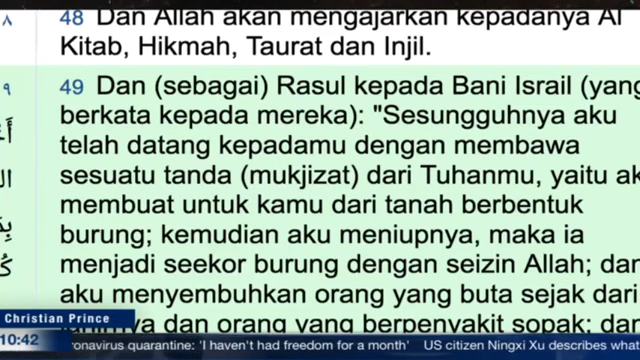 48 Dan Allah akan mengajarkan kepadanya Al
Kitab, Hikmah, Taurat dan Injil.
49 Dan (sebagai) Rasul kepada Bani Israil (yang
berkata kepada mereka): "Sesungguhnya aku
telah datang kepadamu dengan membawa
sesuatu tanda (mukjizat) dari Tuhanmu, yaitu ak
membuat untuk kamu dari tanah berbentuk
burung; kemudian aku meniupnya, maka ia
menjadi seekor burung dengan seizin Allah; dan
aku menyembuhkan orang yang buta sejak dari
dan orang yang berpenyakit sopak; dan
Christian Prince
10:42
ronavirus quarantine: 'I haven't had freedom for a month' US citizen Ningxi Xu describes what